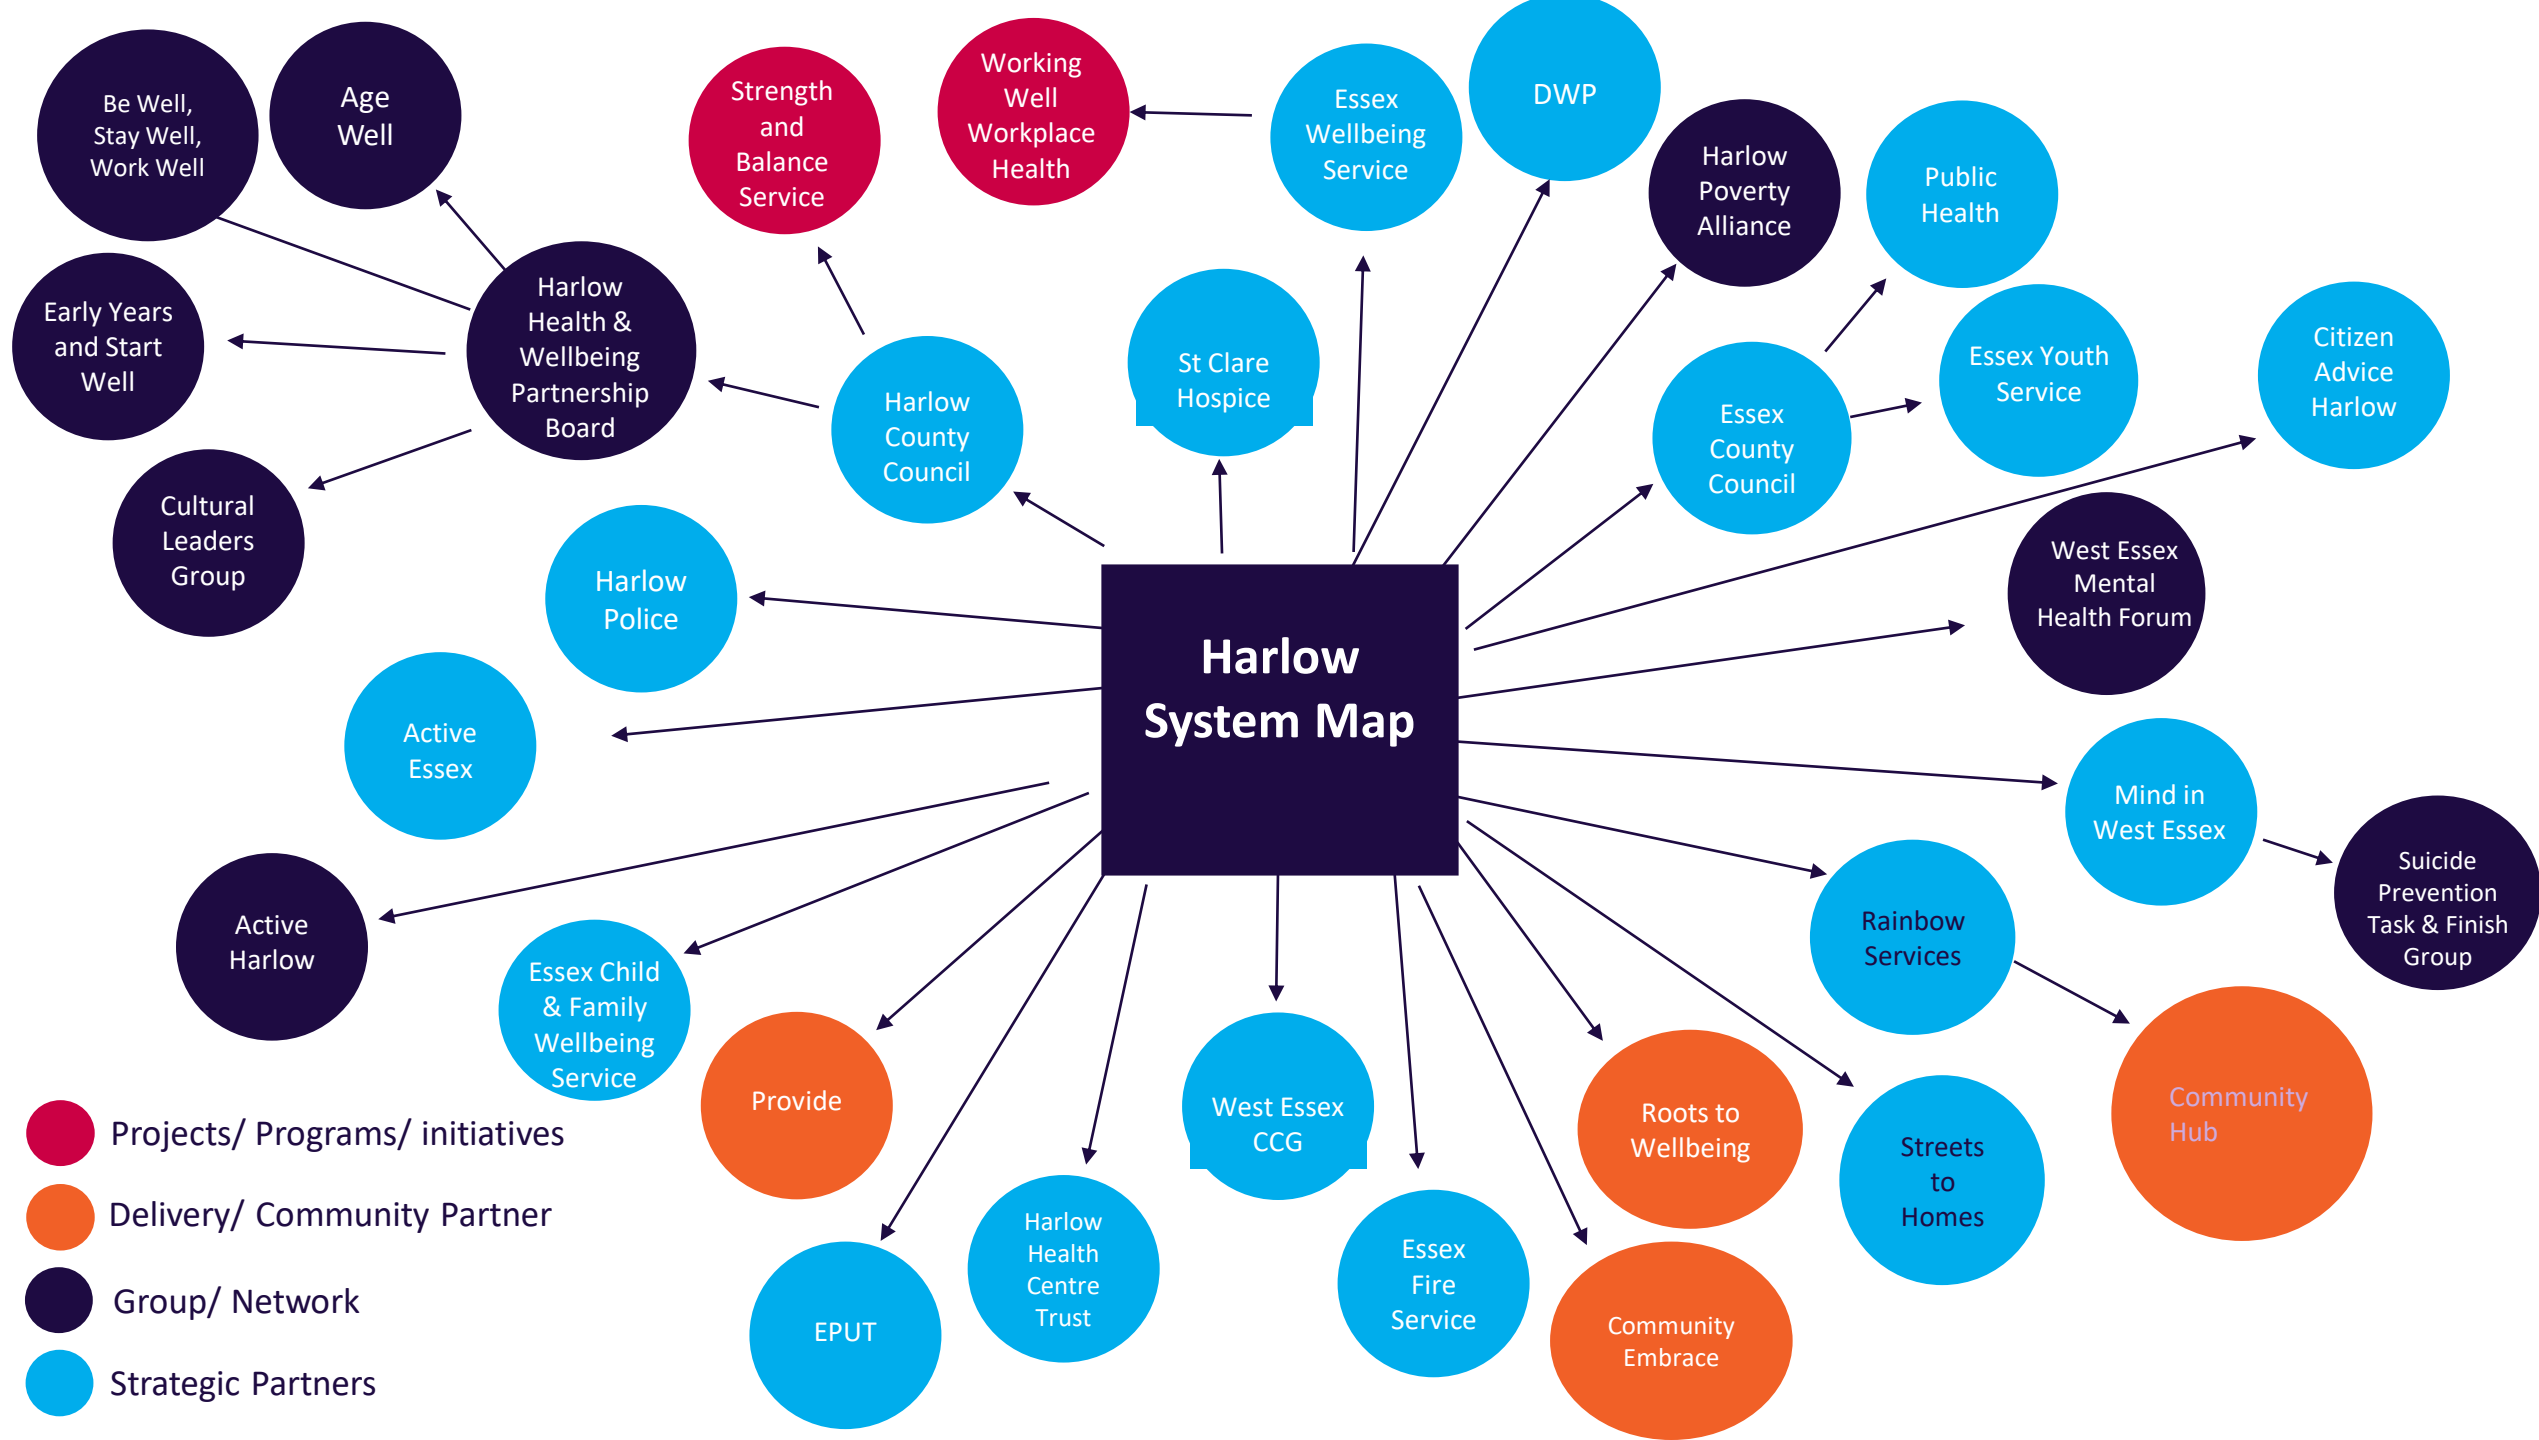 Be Well,
Stay Well,
Work Well
Age
Well
Strength
and
Balance
Service
Working
Well
Workplace
Health
Essex
Wellbeing
Service
DWP
Harlow
Poverty
Alliance
Public
Health
Early Years
and Start
Well
Harlow
Health &
Wellbeing
Partnership
Board
Harlow
County
Council
St Clare
Hospice
Essex
County
Council
Essex Youth
Service
Citizen
Advice
Harlow
Cultural
Leaders
Group
Harlow
Police
West Essex
Mental
Health Forum
Harlow
System Map
Active
Essex
Mind in
West Essex
Suicide
Prevention
Task & Finish
Group
Active
Harlow
Essex Child
& Family
Wellbeing
Service
Rainbow
Services
Provide
West Essex
CCG
Roots to
Wellbeing
Streets
to
Homes
Community
Hub
EPUT
Harlow
Health
Centre
Trust
Essex
Fire
Service
Community
Embrace
Projects/ Programs/ initiatives
Delivery/ Community Partner
Group/ Network
Strategic Partners